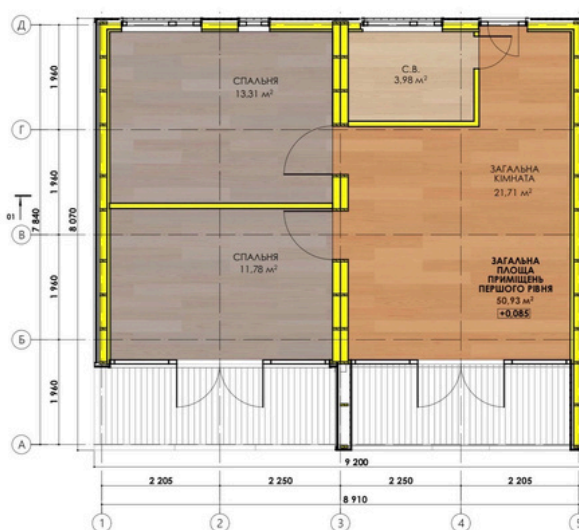 Д
Г
В
Б
А
1 960
1 960
1 960
1 960
7 840
8 070
01
СПАЛЬНЯ
13,31 м²
С.В.
3,98 м²
ЗАГАЛЬНА
КІМНАТА
21,71 м²
СПАЛЬНЯ
11,78 м²
ЗАГАЛЬНА
ПЛОЩА
ПРИМІЩЕНЬ
ПЕРШОГО РІВНЯ
50,93 м²
+0,085
9 200
2 205
2 250
2 250
2 205
8 910
1
2
3
4